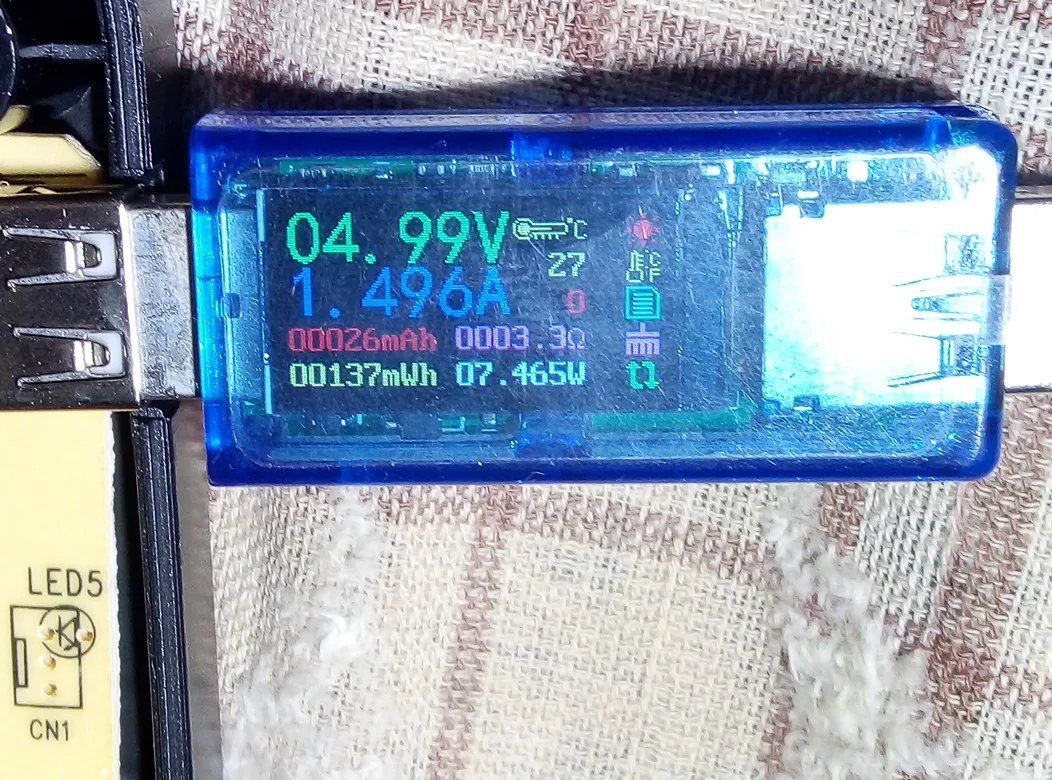 04.99V °C
27
1.496A 0
00026mAh 0003.3Ω
00137mWh 07.465W
LED5
CN1